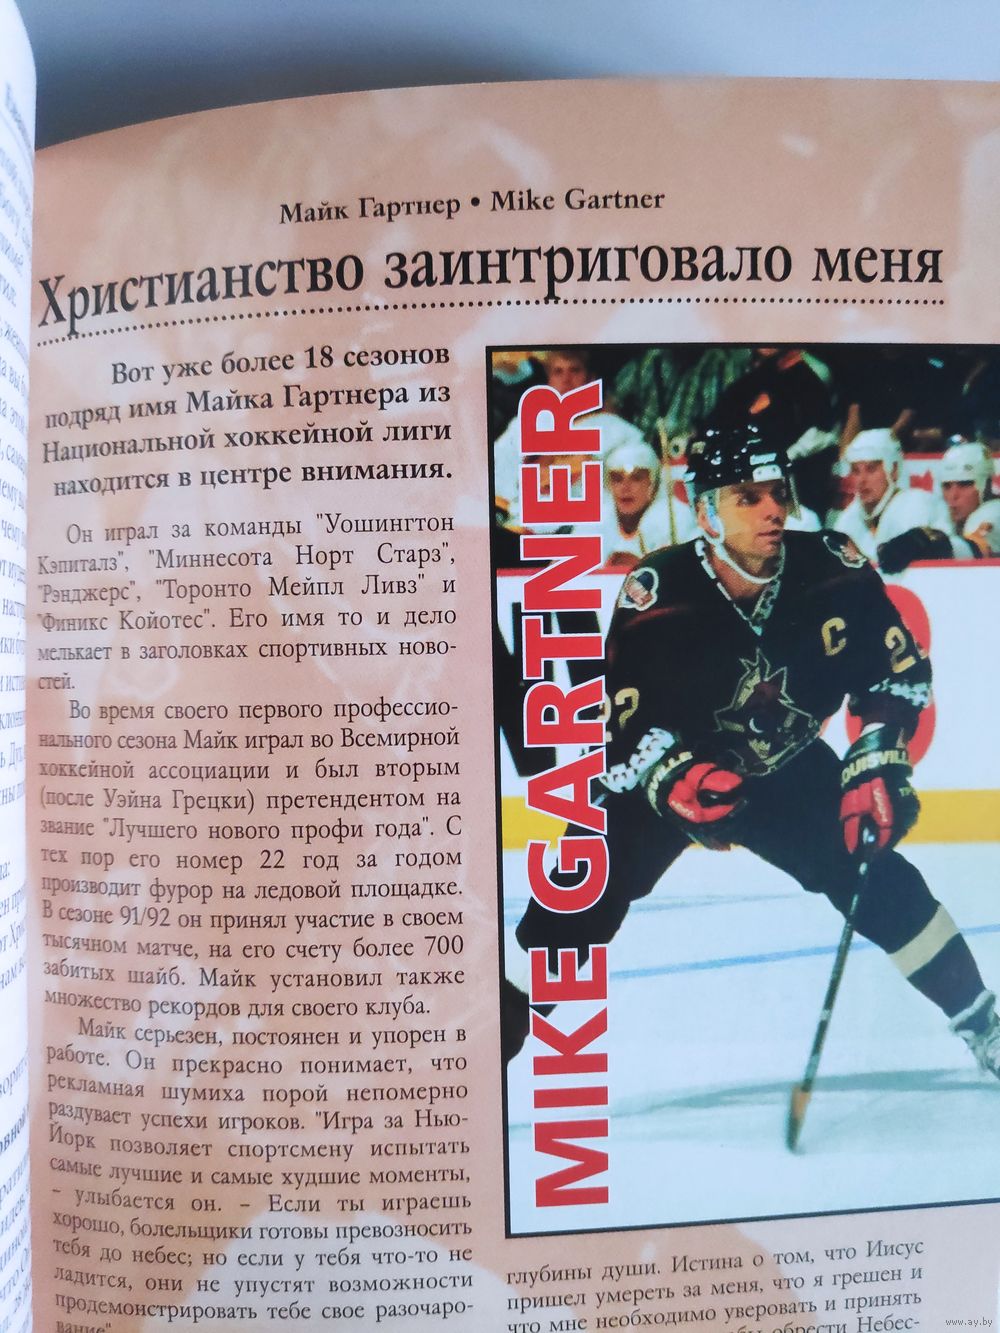 Майк Гартнер • Mike Gartner
Христианство заинтриговало меня
Вот уже более 18 сезонов
подряд имя Майка Гартнера из
Национальной хоккейной лиги
находится в центре внимания.
Он играл за команды "Уошингтон
Кэпиталз", "Миннесота Норт Старз",
"Рэнджерс", "Торонто Мейпл Ливз" и
"Финикс Койотес". Его имя то и дело
мелькает в заголовках спортивных ново-
стей.
Во время своего первого профессио-
нального сезона Майк играл во Всемирной
хоккейной ассоциации и был вторым
(после Уэйна Грецки) претендентом на
звание "Лучшего нового профи года". С
тех пор его номер 22 год за годом
производит фурор на ледовой площадке.
В сезоне 91/92 он принял участие в своем
тысячном матче, на его счету более 700
забитых шайб. Майк установил также
множество рекордов для своего клуба.
Майк серьезен, постоянен и упорен в
работе. Он прекрасно понимает, что
рекламная шумиха порой непомерно
раздувает успехи игроков. "Игра за Нью-
Йорк позволяет спортсмену испытать
самые лучшие и самые худшие моменты,
– улыбается он. – Если ты играешь
хорошо, болельщики готовы превозносить
тебя до небес; но если у тебя что-то не
ладится, они не упустят возможности
продемонстрировать тебе свое разочаро-
вание"
MIKE GARTNER
C
22
LOUISVILLE
глубины души. Истина о том, что Иисус
пришел умереть за меня, что я грешен и
что мне необходимо уверовать и принять
обрести Небес-
www.ay.by